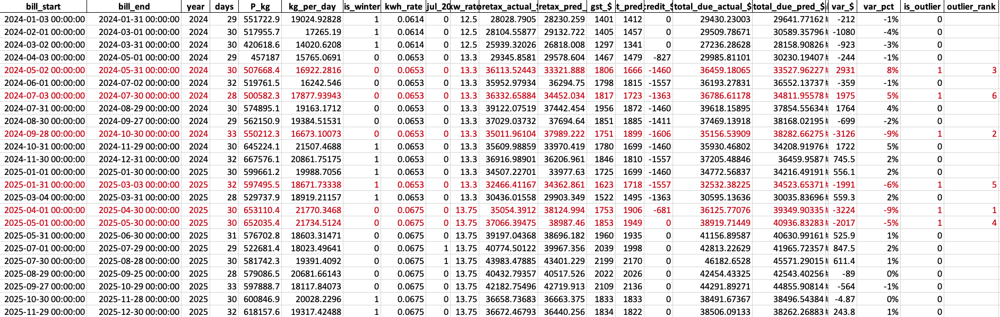 bill_start bill_end year days P_kg kg_per_day is_winter kwh_rate jul_20 kw_rate pretax_actual_$ retax_pred_ gst_$ t_pred credit_$ total_due_actual_$ total_due_pred_$ var_$ var_pct is_outlier outlier_rank
2024-01-03 00:00:00 2024-01-31 00:00:00 2024 29 551722.9 19024.92828 1 0.0614 0 12.5 28028.7905 28230.259 1401 1412 0 29430.23003 29641.77162 # -212 -1% 0
2024-02-01 00:00:00 2024-03-01 00:00:00 2024 30 517955.7 17265.19 1 0.0614 0 12.5 28104.55877 29132.722 1405 1457 0 29509.78671 30589.35796 # -1080 -4% 0
2024-03-02 00:00:00 2024-03-31 00:00:00 2024 30 420618.6 14020.6208 1 0.0614 0 12.5 25939.32026 26818.008 1297 1341 0 27236.28628 28158.90826 # -923 -3% 0
2024-04-03 00:00:00 2024-05-01 00:00:00 2024 29 457187 15765.0691 0 0.0653 0 13.3 29345.8581 29578.604 1467 1479 -827 29985.81101 30230.19407 # -244 -1% 0
2024-05-02 00:00:00 2024-05-31 00:00:00 2024 30 507668.4 16922.2816 0 0.0653 0 13.3 36113.52443 33321.888 1806 1666 -1460 36459.18065 33527.96227 # 2931 8% 1 3
2024-06-01 00:00:00 2024-07-02 00:00:00 2024 32 519761.5 16242.546 0 0.0653 0 13.3 35952.97934 36294.75 1798 1815 -1557 36193.27831 36552.13737 # -359 -1% 0
2024-07-03 00:00:00 2024-07-30 00:00:00 2024 28 500582.3 17877.93943 0 0.0653 0 13.3 36332.65884 34452.034 1817 1723 -1363 36786.61178 34811.95578 # 1975 5% 1 6
2024-07-31 00:00:00 2024-08-29 00:00:00 2024 30 574895.1 19163.1712 0 0.0653 0 13.3 39122.07519 37442.454 1956 1872 -1460 39618.15895 37854.55634 # 1764 4% 0
2024-08-30 00:00:00 2024-09-27 00:00:00 2024 29 562150.9 19384.51531 0 0.0653 0 13.3 37029.03732 37694.64 1851 1885 -1411 37469.13918 38168.02195 # -699 -2% 0
2024-09-28 00:00:00 2024-10-30 00:00:00 2024 33 550212.3 16673.10073 0 0.0653 0 13.3 35011.96104 37989.222 1751 1899 -1606 35156.53909 38282.66275 # -3126 -9% 1 2
2024-10-31 00:00:00 2024-11-29 00:00:00 2024 30 645224.1 21507.4688 1 0.0653 0 13.3 35609.98859 33970.419 1780 1699 -1460 35930.46802 34208.91976 # 1722 5% 0
2024-11-30 00:00:00 2024-12-31 00:00:00 2024 32 667576.1 20861.75175 1 0.0653 0 13.3 36916.98901 36206.961 1846 1810 -1557 37205.48846 36459.9587 # 745.5 2% 0
2025-01-01 00:00:00 2025-01-30 00:00:00 2025 30 599661.2 19988.7056 1 0.0653 0 13.3 34507.22701 33977.63 1725 1699 -1460 34772.56837 34216.49191 # 556.1 2% 0
2025-01-31 00:00:00 2025-03-03 00:00:00 2025 32 597495.5 18671.73338 1 0.0653 0 13.3 32466.41167 34362.861 1623 1718 -1557 32532.38225 34523.65371 # -1991 -6% 1 5
2025-03-04 00:00:00 2025-03-31 00:00:00 2025 28 529737.9 18919.21157 1 0.0653 0 13.3 30436.01558 29903.349 1522 1495 -1363 30595.13636 30035.83696 # 559.3 2% 0
2025-04-01 00:00:00 2025-04-30 00:00:00 2025 30 653110.4 21770.3468 0 0.0675 0 13.75 35054.3912 38124.994 1753 1906 -681 36125.77076 39349.90335 # -3224 -9% 1 1
2025-05-01 00:00:00 2025-05-30 00:00:00 2025 30 652035.4 21734.5124 0 0.0675 0 13.75 37066.39475 38987.46 1853 1949 0 38919.71449 40936.83283 # -2017 -5% 1 4
2025-05-31 00:00:00 2025-06-30 00:00:00 2025 31 576702.8 18603.31471 0 0.0675 0 13.75 39197.04368 38696.182 1960 1935 0 41156.89587 40630.99161 # 525.9 1% 0
2025-07-01 00:00:00 2025-07-29 00:00:00 2025 29 522681.4 18023.49641 0 0.0675 1 13.75 40774.50122 39967.356 2039 1998 0 42813.22629 41965.72357 # 847.5 2% 0
2025-07-30 00:00:00 2025-08-28 00:00:00 2025 30 581742.3 19391.4092 0 0.0675 1 13.75 43983.47885 43401.229 2199 2170 0 46182.6528 45571.29015 # 611.4 1% 0
2025-08-29 00:00:00 2025-09-25 00:00:00 2025 28 579086.5 20681.66143 0 0.0675 0 13.75 40432.79357 40517.526 2022 2026 0 42454.43325 42543.40256 # -89 0% 0
2025-09-27 00:00:00 2025-10-29 00:00:00 2025 33 597888.7 18117.84073 0 0.0675 0 13.75 42182.75496 42719.913 2109 2136 0 44291.89271 44855.90814 # -564 -1% 0
2025-10-30 00:00:00 2025-11-28 00:00:00 2025 30 600846.9 20028.2296 1 0.0675 0 13.75 36658.73683 36663.375 1833 1833 0 38491.67367 38496.54384 # -4.87 0% 0
2025-11-29 00:00:00 2025-12-30 00:00:00 2025 32 618157.6 19317.42488 1 0.0675 0 13.75 36672.46793 36440.256 1834 1822 0 38506.09133 38262.26883 # 243.8 1% 0